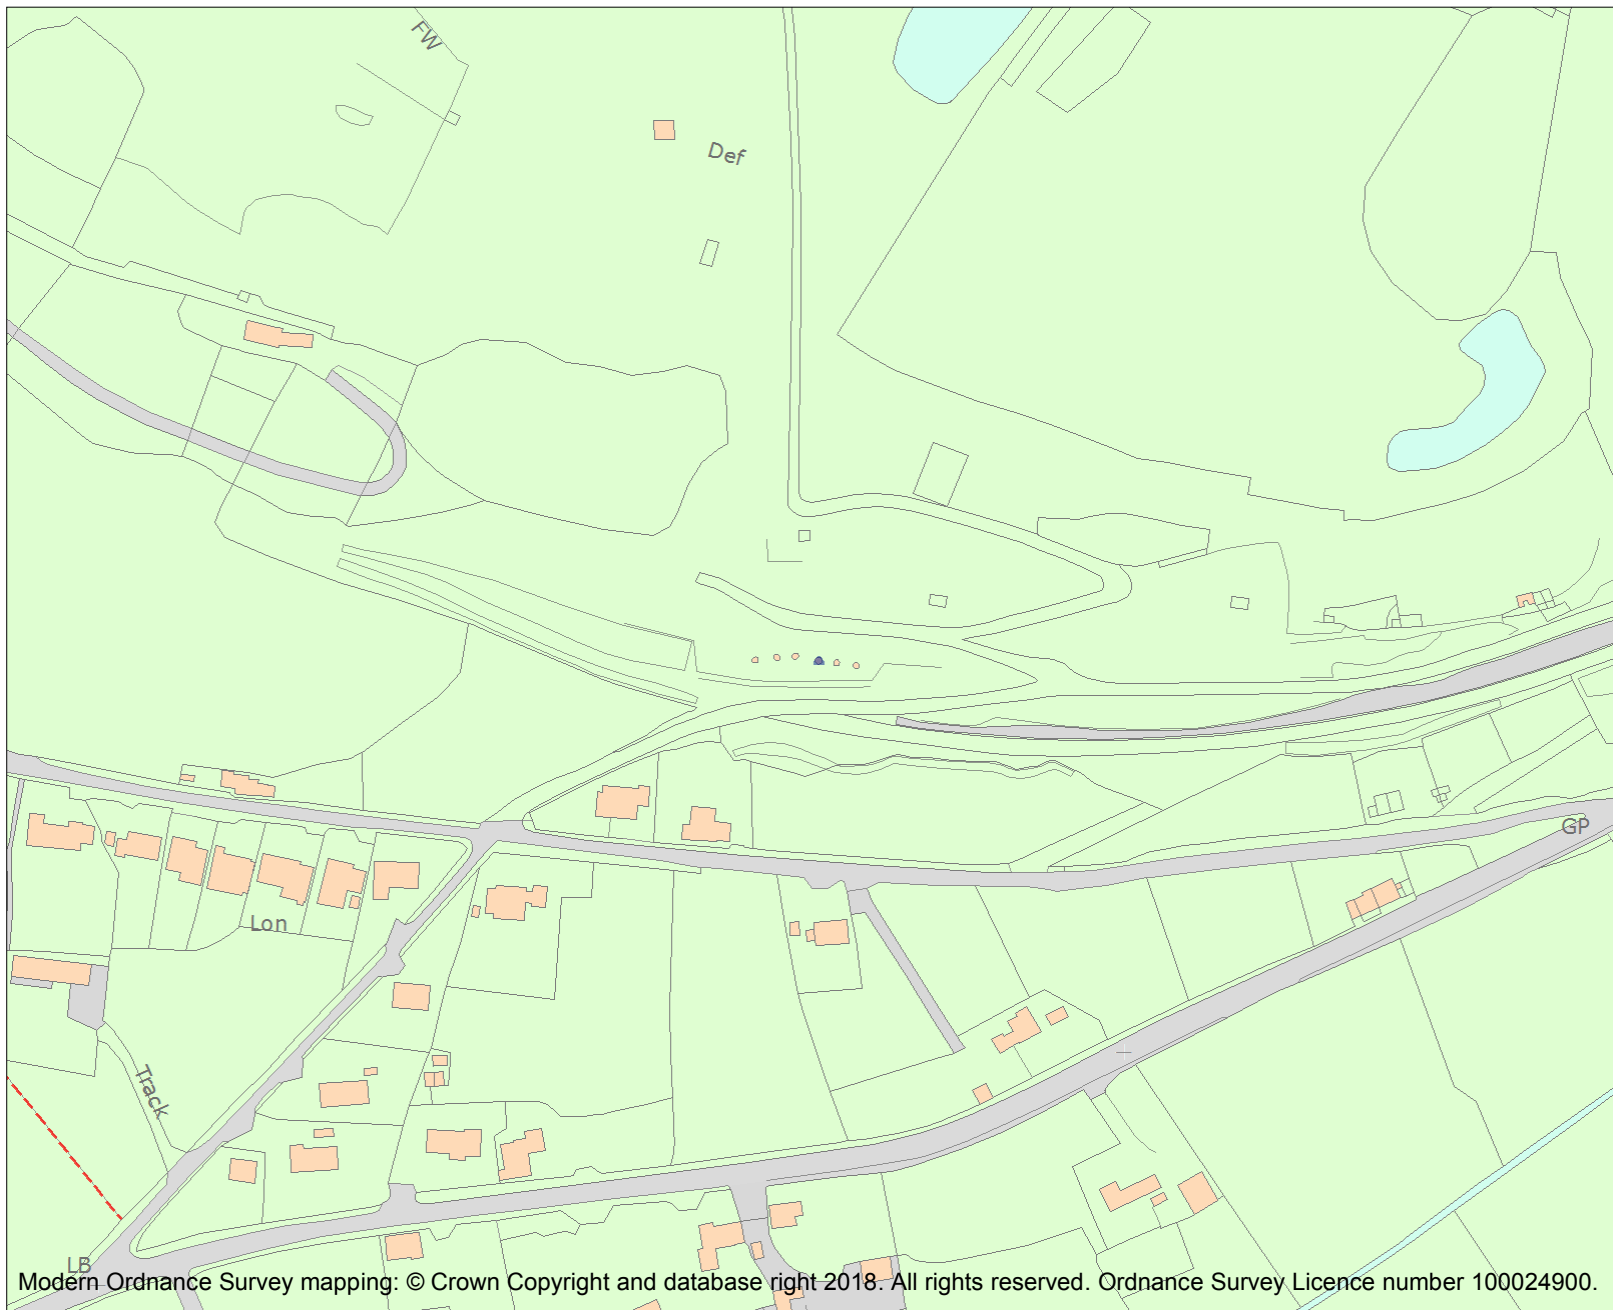 FW
Def
GP
Lon
Track
LB
Modern Ordnance Survey mapping: © Crown Copyright and database right 2018. All rights reserved. Ordnance Survey Licence number 100024900.